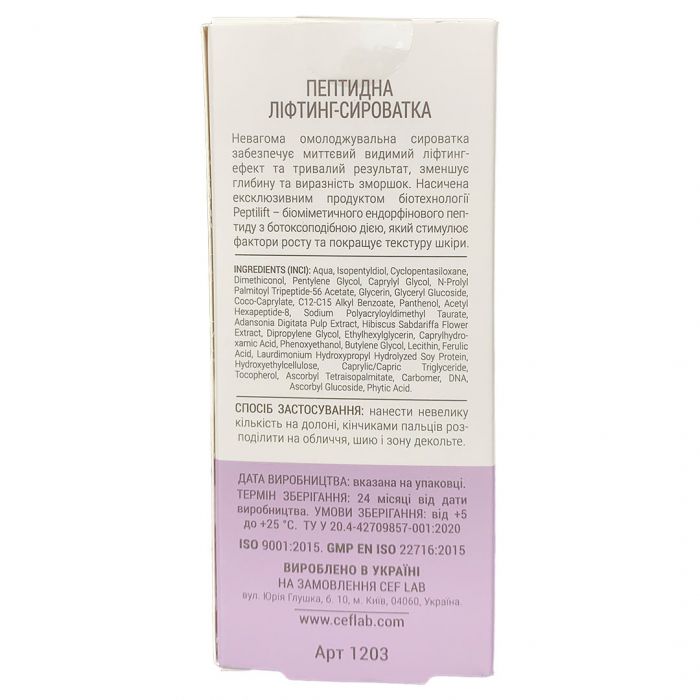 ПЕПТИДНА
ЛІФТИНГ-СИРОВАТКА
Невагома омолоджувальна сироватка
забезпечує миттєвий видимий ліфтинг-
ефект та тривалий результат, зменшує
глибину та виразність зморшок. Насичена
ексклюзивним продуктом біотехнології
Peptilift – біоміметичного ендорфінового пеп-
тиду з ботоксоподібною дією, який стимулює
фактори росту та покращує текстуру шкіри.
INGREDIENTS (INCI): Aqua, Isopentyldiol, Cyclopentasiloxane,
Dimethiconol, Pentylene Glycol, Caprylyl Glycol, N-Prolyl
Palmitoyl Tripeptide-56 Acetate, Glycerin, Glyceryl Glucoside,
Coco-Caprylate, C12-C15 Alkyl Benzoate, Panthenol, Acetyl
Hexapeptide-8, Sodium Polyacryloyldimethyl Taurate,
Adansonia Digitata Pulp Extract, Hibiscus Sabdariffa Flower
Extract, Dipropylene Glycol, Ethylhexylglycerin, Caprylhydro-
xamic Acid, Phenoxyethanol, Butylene Glycol, Lecithin, Ferulic
Acid, Laurdimonium Hydroxypropyl Hydrolyzed Soy Protein,
Hydroxyethylcellulose, Caprylic/Capric Triglyceride,
Tocopherol, Ascorbyl Tetraisopalmitate, Carbomer, DNA,
Ascorbyl Glucoside, Phytic Acid.
СПОСІБ ЗАСТОСУВАННЯ: нанести невелику
кількість на долоні, кінчиками пальців роз-
поділити на обличчя, шию і зону декольте.
ДАТА ВИРОБНИЦТВА: вказана на упаковці.
ТЕРМІН ЗБЕРІГАННЯ: 24 місяці від дати
виробництва. УМОВИ ЗБЕРІГАННЯ: від +5
до +25 °С. ТУ У 20.4-42709857-001:2020
ISO 9001:2015. GMP EN ISO 22716:2015
ВИРОБЛЕНО В УКРАЇНІ
НА ЗАМОВЛЕННЯ CEF LAB
вул. Юрія Глушка, б. 10, м. Київ, 04060, Україна.
www.ceflab.com
Арт 1203